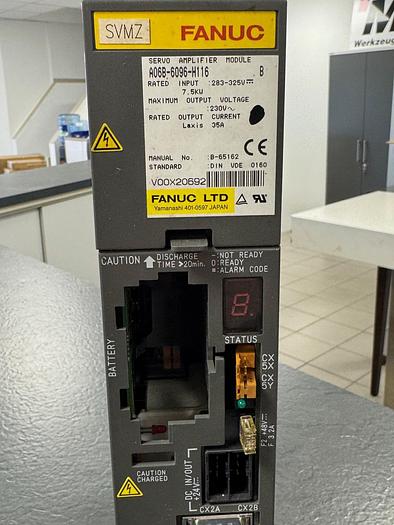 SVMZ
FANUC
SERVO AMPLIFIER MODULE
A06B-6096-H116 B
RATED INPUT :283-325V⎓
7.5KW
MAXIMUM OUTPUT VOLTAGE
:230V~
RATED OUTPUT CURRENT
Laxis 35A
MANUAL No. :B-65162
STANDARD :DIN VDE 0160
V00X20692
FANUC LTD
Yamanashi 401-0597 JAPAN
CE
Werkzeug
CAUTION
DISCHARGE
TIME >20min.
-:NOT READY
0:READY
#:ALARM CODE
8.
STATUS
BATTERY
CX
5X
CX
5Y
F2 +48V⎓
F 3.2A
CAUTION
CHARGED
DC IN/OUT
+24V⎓
CX2A CX2B